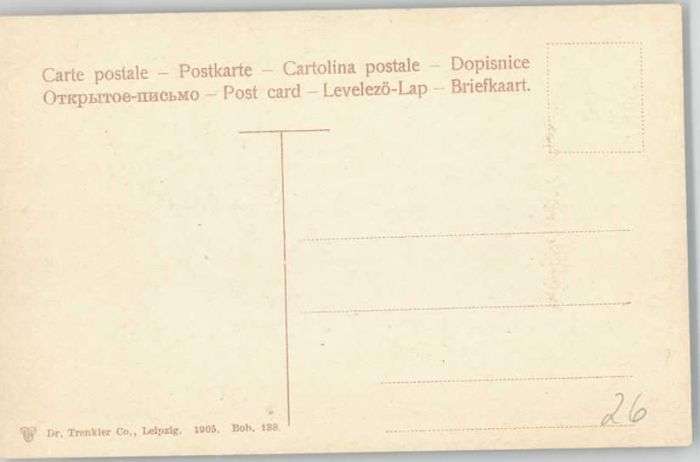 Carte postale – Postkarte – Cartolina postale – Dopisnice
Открытое-письмо – Post card – Levelező-Lap – Briefkaart.
Dr. Trenkler Co., Leipzig. 1905. Boh. 138
26